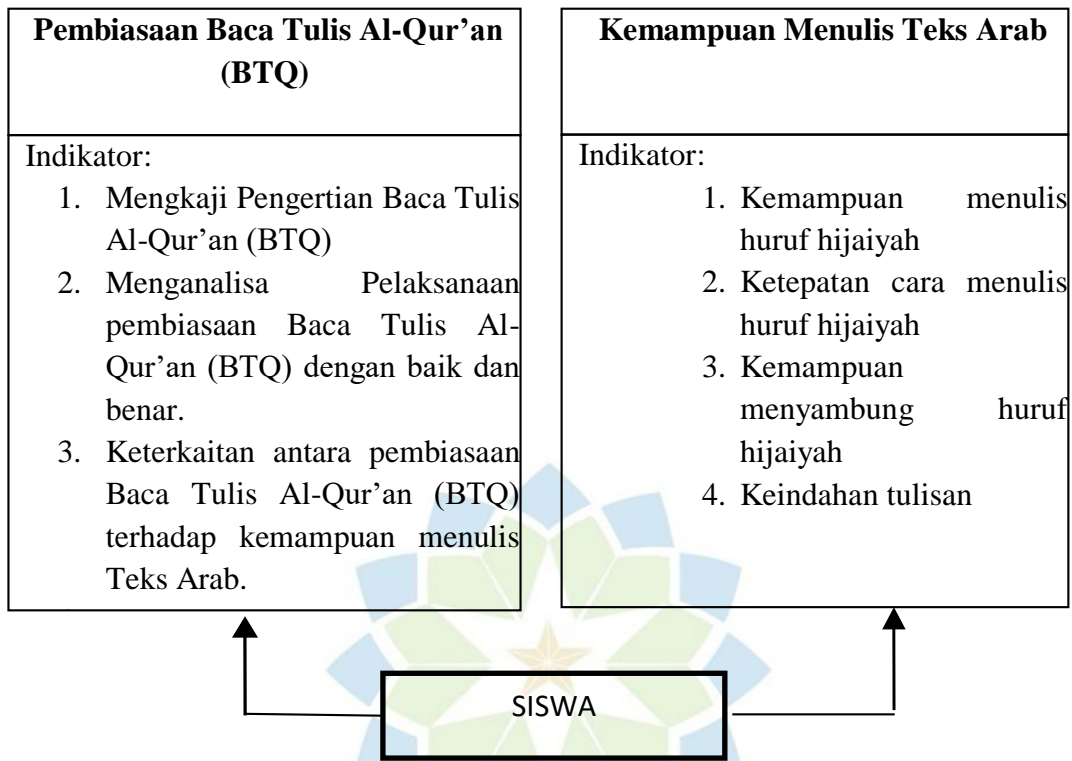 Pembiasaan Baca Tulis Al-Qur’an
(BTQ)
Indikator:
1. Mengkaji Pengertian Baca Tulis
Al-Qur’an (BTQ)
2. Menganalisa Pelaksanaan
pembiasaan Baca Tulis Al-
Qur’an (BTQ) dengan baik dan
benar.
3. Keterkaitan antara pembiasaan
Baca Tulis Al-Qur’an (BTQ)
terhadap kemampuan menulis
Teks Arab.
Kemampuan Menulis Teks Arab
Indikator:
1. Kemampuan menulis
huruf hijaiyah
2. Ketepatan cara menulis
huruf hijaiyah
3. Kemampuan
menyambung huruf
hijaiyah
4. Keindahan tulisan
SISWA